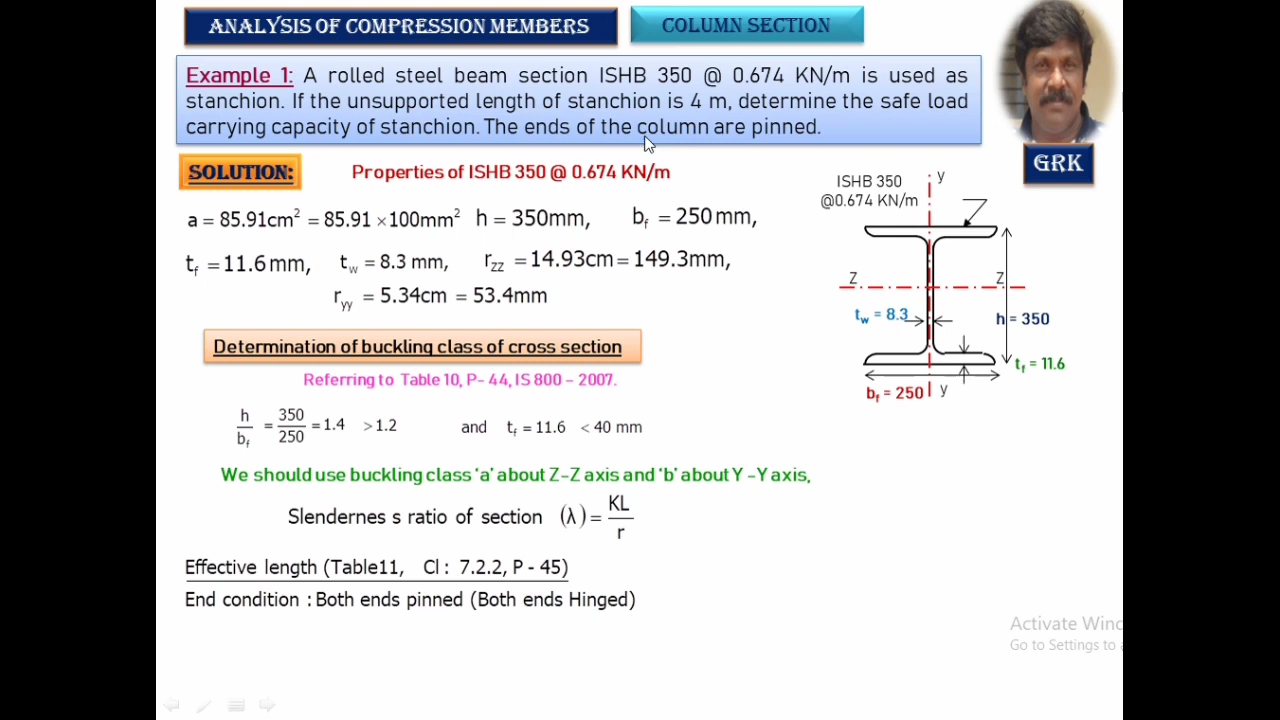 ANALYSIS OF COMPRESSION MEMBERS
COLUMN SECTION
Example 1: A rolled steel beam section ISHB 350 @ 0.674 KN/m is used as
stanchion. If the unsupported length of stanchion is 4 m, determine the safe load
carrying capacity of stanchion. The ends of the column are pinned.
GRK
SOLUTION:
Properties of ISHB 350 @ 0.674 KN/m
a = 85.91cm² = 85.91 ×100mm² h = 350mm, b_f = 250mm,
t_f = 11.6mm, t_w = 8.3 mm, r_zz = 14.93cm = 149.3mm,
r_yy = 5.34cm = 53.4mm
ISHB 350
@0.674 KN/m
y
Z
Z
t_w = 8.3
h = 350
t_f = 11.6
b_f = 250
y
Determination of buckling class of cross section
Referring to Table 10, P- 44, IS 800 – 2007.
h/b_f = 350/250 = 1.4 > 1.2 and t_f = 11.6 < 40 mm
We should use buckling class ‘a’ about Z-Z axis and ‘b’ about Y -Y axis,
Slendernes s ratio of section (λ) = KL/r
Effective length (Table11, Cl : 7.2.2, P - 45)
End condition : Both ends pinned (Both ends Hinged)
Activate Winc
Go to Settings to